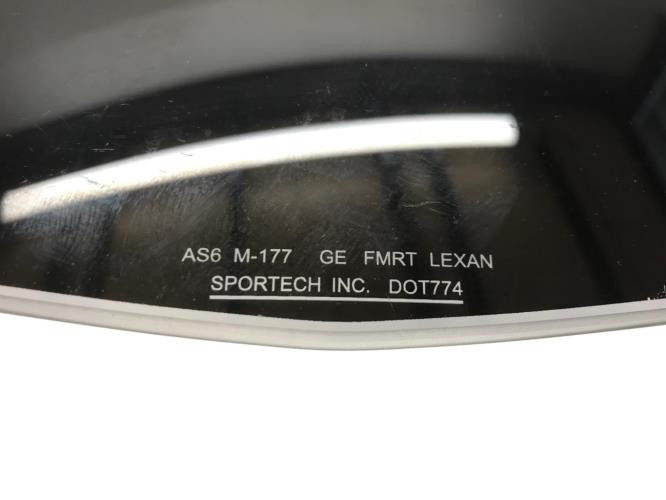 AS6 M-177 GE FMRT LEXAN
SPORTECH INC. DOT774